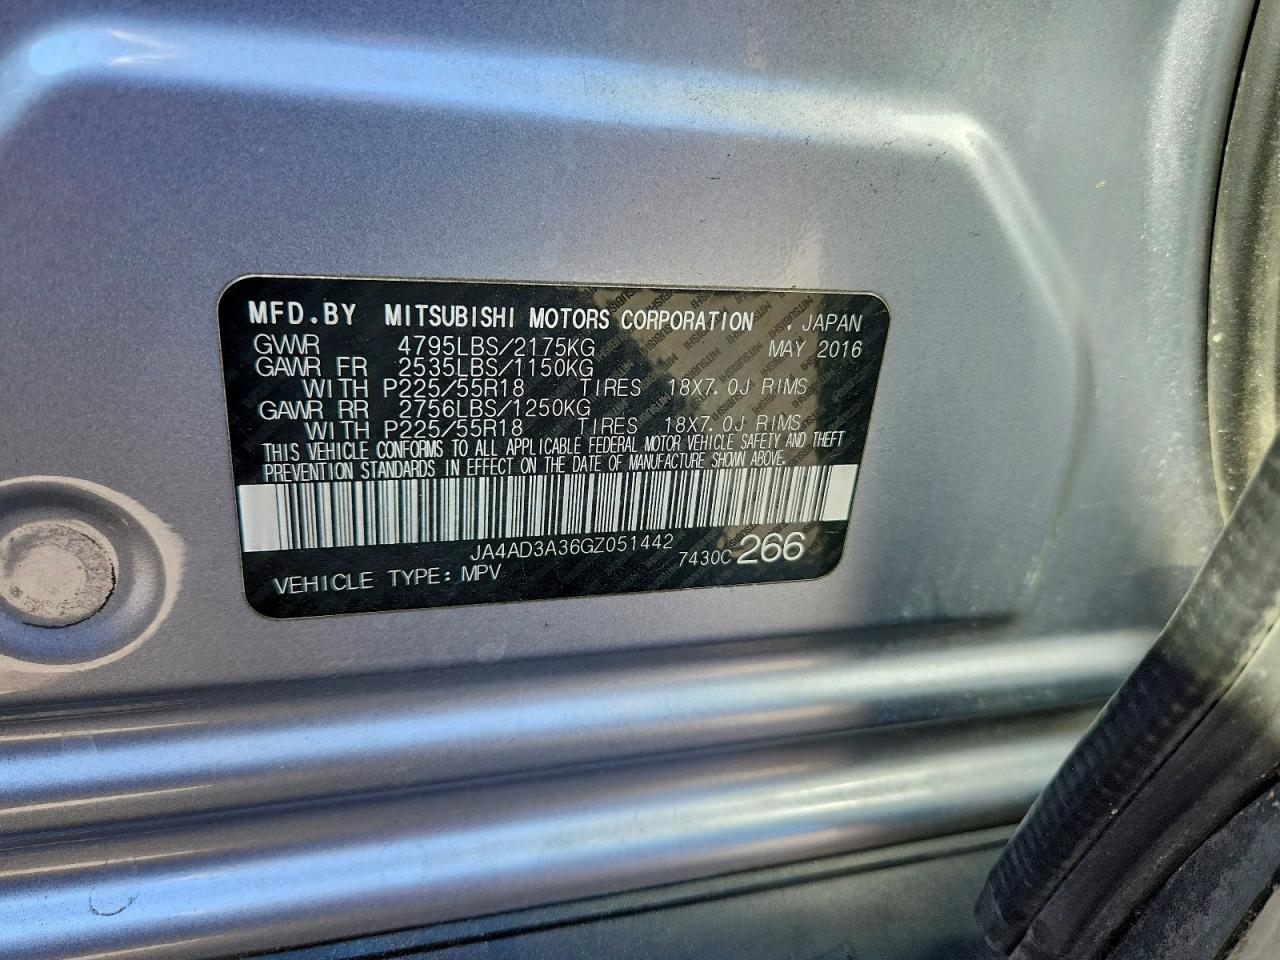 MFD.BY MITSUBISHI MOTORS CORPORATION . JAPAN
GVWR 4795LBS/2175KG MAY 2016
GAWR FR 2535LBS/1150KG
WITH P225/55R18 TIRES 18X7.0J RIMS
GAWR RR 2756LBS/1250KG
WITH P225/55R18 TIRES 18X7.0J RIMS
THIS VEHICLE CONFORMS TO ALL APPLICABLE FEDERAL MOTOR VEHICLE SAFETY AND THEFT
PREVENTION STANDARDS IN EFFECT ON THE DATE OF MANUFACTURE SHOWN ABOVE.
JA4AD3A36GZ051442
7430C 266
VEHICLE TYPE: MPV